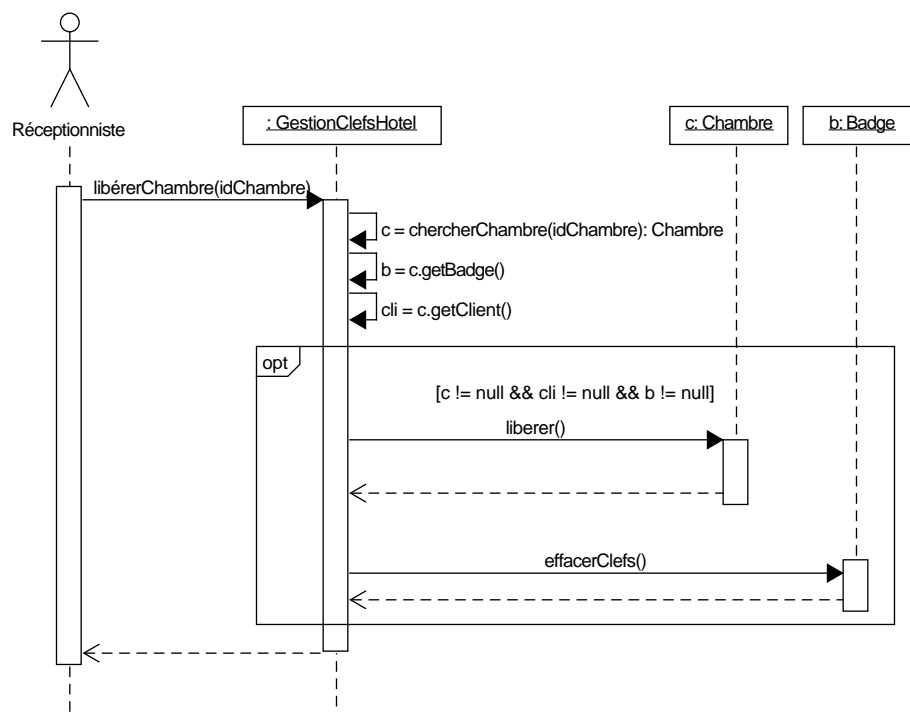 : GestionClefsHotel
c: Chambre
b: Badge
Réceptionniste
libérerChambre(idChambre)
c = chercherChambre(idChambre): Chambre
b = c.getBadge()
cli = c.getClient()
opt
[c != null && cli != null && b != null]
liberer()
effacerClefs()